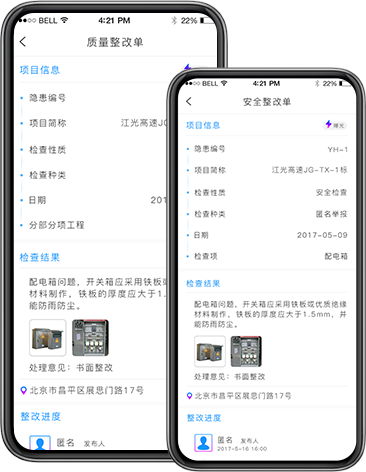 BELL 4:21 PM 22%
质量整改单
项目信息
隐患编号
项目简称 江光高速JG
检查性质
检查种类
日期 201
分部分项工程
检查结果
配电箱问题，开关箱应采用铁板
材料制作，铁板的厚度应大于1.
能防雨防尘。
处理意见：书面整改
北京市昌平区展思门路17号
整改进度
匿名 发布人
BELL 4:21 PM 22%
安全整改单
项目信息 曝光
隐患编号 YH-1
项目简称 江光高速JG-TX-1标
检查性质 安全检查
检查种类 匿名举报
日期 2017-05-09
检查项 配电箱
检查结果
配电箱问题，开关箱应采用铁板或优质绝缘
材料制作，铁板的厚度应大于1.5mm，并
能防雨防尘。
处理意见：书面整改
北京市昌平区展思门路17号
整改进度
匿名 发布人
2017-5-16 16:00